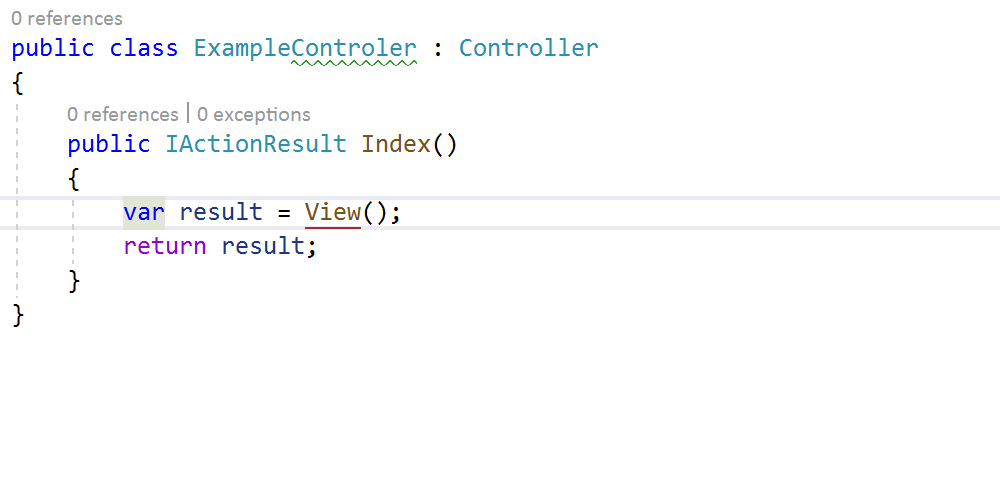 0 references
public class ExampleControler : Controller
{
0 references | 0 exceptions
public IActionResult Index()
{
var result = View();
return result;
}
}